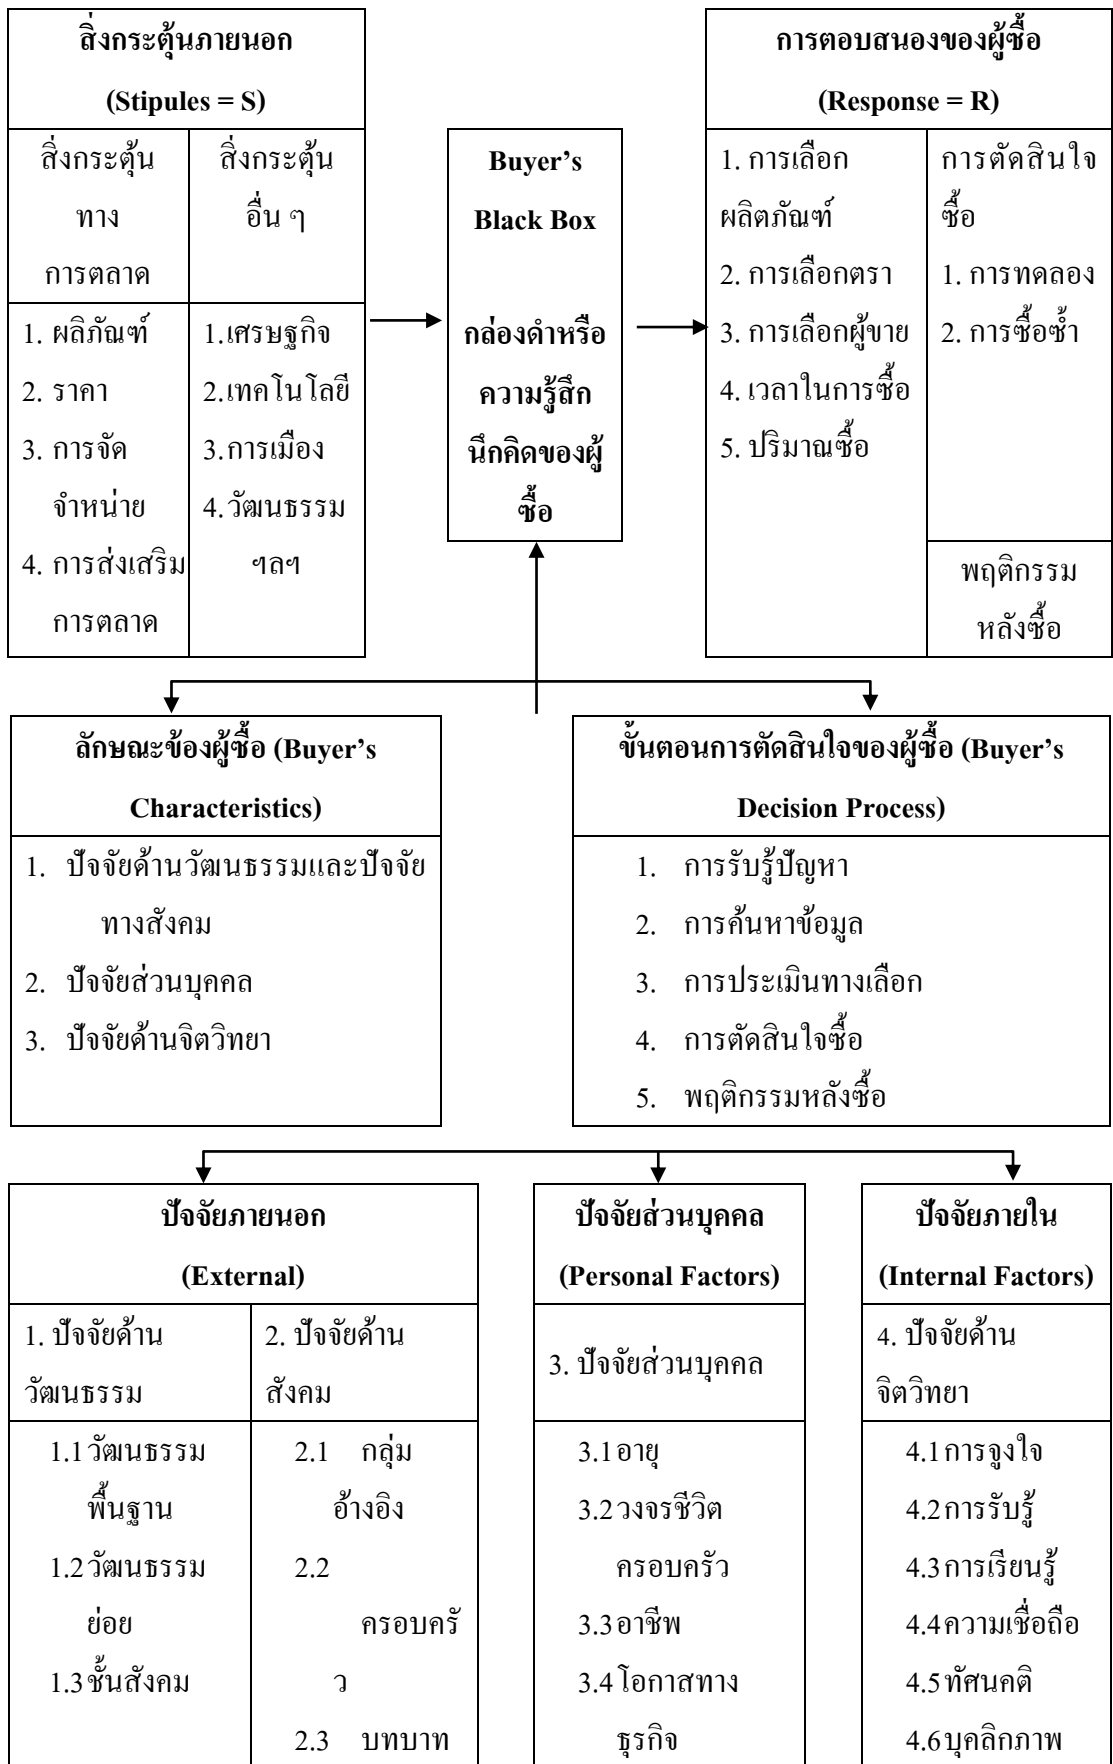 สิ่งกระตุ้นภายนอก
(Stipules = S)
สิ่งกระตุ้น
ทาง
การตลาด
สิ่งกระตุ้น
อื่น ๆ
1. ผลิภัณฑ์
2. ราคา
3. การจัด
จำหน่าย
4. การส่งเสริม
การตลาด
1.เศรษฐกิจ
2.เทคโนโลยี
3.การเมือง
4.วัฒนธรรม
ฯลฯ
Buyer’s
Black Box
กล่องดำหรือ
ความรู้สึก
นึกคิดของผู้
ซื้อ
การตอบสนองของผู้ซื้อ
(Response = R)
1. การเลือก
ผลิตภัณฑ์
2. การเลือกตรา
3. การเลือกผู้ขาย
4. เวลาในการซื้อ
5. ปริมาณซื้อ
การตัดสินใจ
ซื้อ
1. การทดลอง
2. การซื้อซ้ำ
พฤติกรรม
หลังซื้อ
ลักษณะข้องผู้ซื้อ (Buyer’s
Characteristics)
1. ปัจจัยด้านวัฒนธรรมและปัจจัย
ทางสังคม
2. ปัจจัยส่วนบุคคล
3. ปัจจัยด้านจิตวิทยา
ขั้นตอนการตัดสินใจของผู้ซื้อ (Buyer’s
Decision Process)
1. การรับรู้ปัญหา
2. การค้นหาข้อมูล
3. การประเมินทางเลือก
4. การตัดสินใจซื้อ
5. พฤติกรรมหลังซื้อ
ปัจจัยภายนอก
(External)
1. ปัจจัยด้าน
วัฒนธรรม
2. ปัจจัยด้าน
สังคม
1.1 วัฒนธรรม
พื้นฐาน
1.2 วัฒนธรรม
ย่อย
1.3 ชั้นสังคม
2.1 กลุ่ม
อ้างอิง
2.2
ครอบครั
ว
2.3 บทบาท
ปัจจัยส่วนบุคคล
(Personal Factors)
3. ปัจจัยส่วนบุคคล
3.1 อายุ
3.2 วงจรชีวิต
ครอบครัว
3.3 อาชีพ
3.4 โอกาสทาง
ธุรกิจ
ปัจจัยภายใน
(Internal Factors)
4. ปัจจัยด้าน
จิตวิทยา
4.1 การจูงใจ
4.2 การรับรู้
4.3 การเรียนรู้
4.4 ความเชื่อถือ
4.5 ทัศนคติ
4.6 บุคลิกภาพ